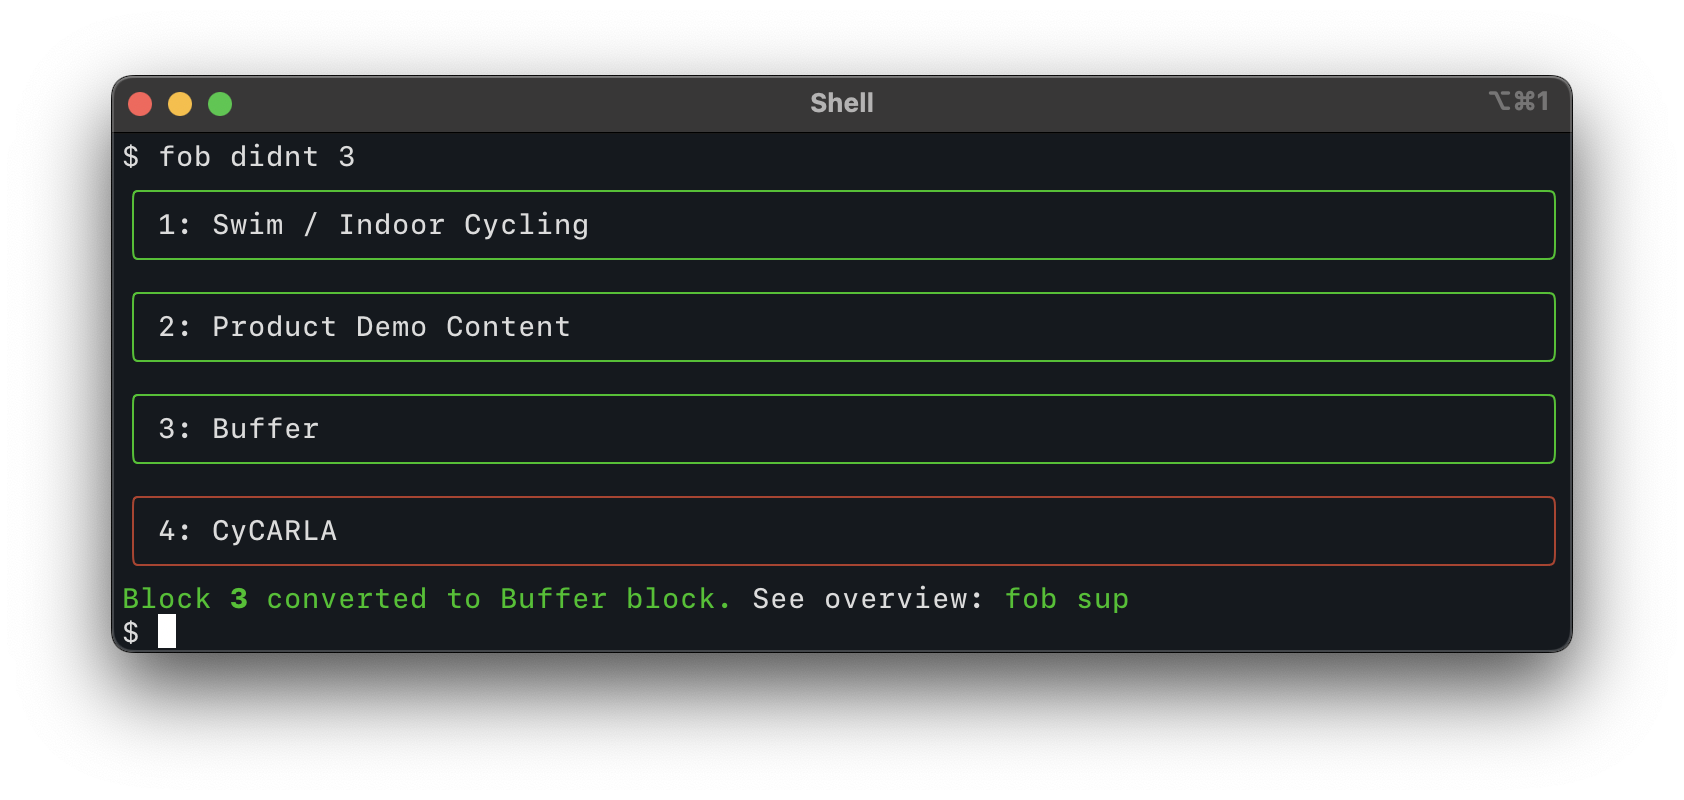 Shell
⌥⌘1
$ fob didnt 3
1: Swim / Indoor Cycling
2: Product Demo Content
3: Buffer
4: CyCARLA
Block 3 converted to Buffer block. See overview: fob sup
$